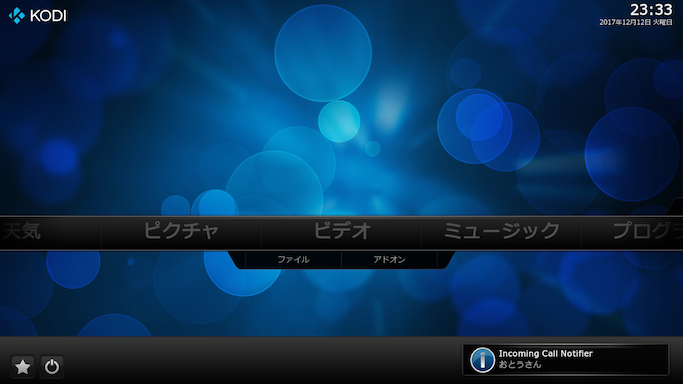 KODI
23:33
2017年12月12日 火曜日
天気
ピクチャ
ビデオ
ミュージック
プログラ
ファイル
アドオン
Incoming Call Notifier
おとうさん